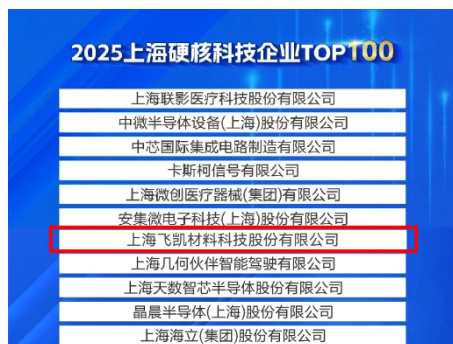 2025上海硬核科技企业TOP100
上海联影医疗科技股份有限公司
中微半导体设备(上海)股份有限公司
中芯国际集成电路制造有限公司
卡斯柯信号有限公司
上海微创医疗器械(集团)有限公司
安集微电子科技(上海)股份有限公司
上海飞凯材料科技股份有限公司
上海几何伙伴智能驾驶有限公司
上海天数智芯半导体股份有限公司
晶晨半导体(上海)股份有限公司
上海海立(集团)股份有限公司